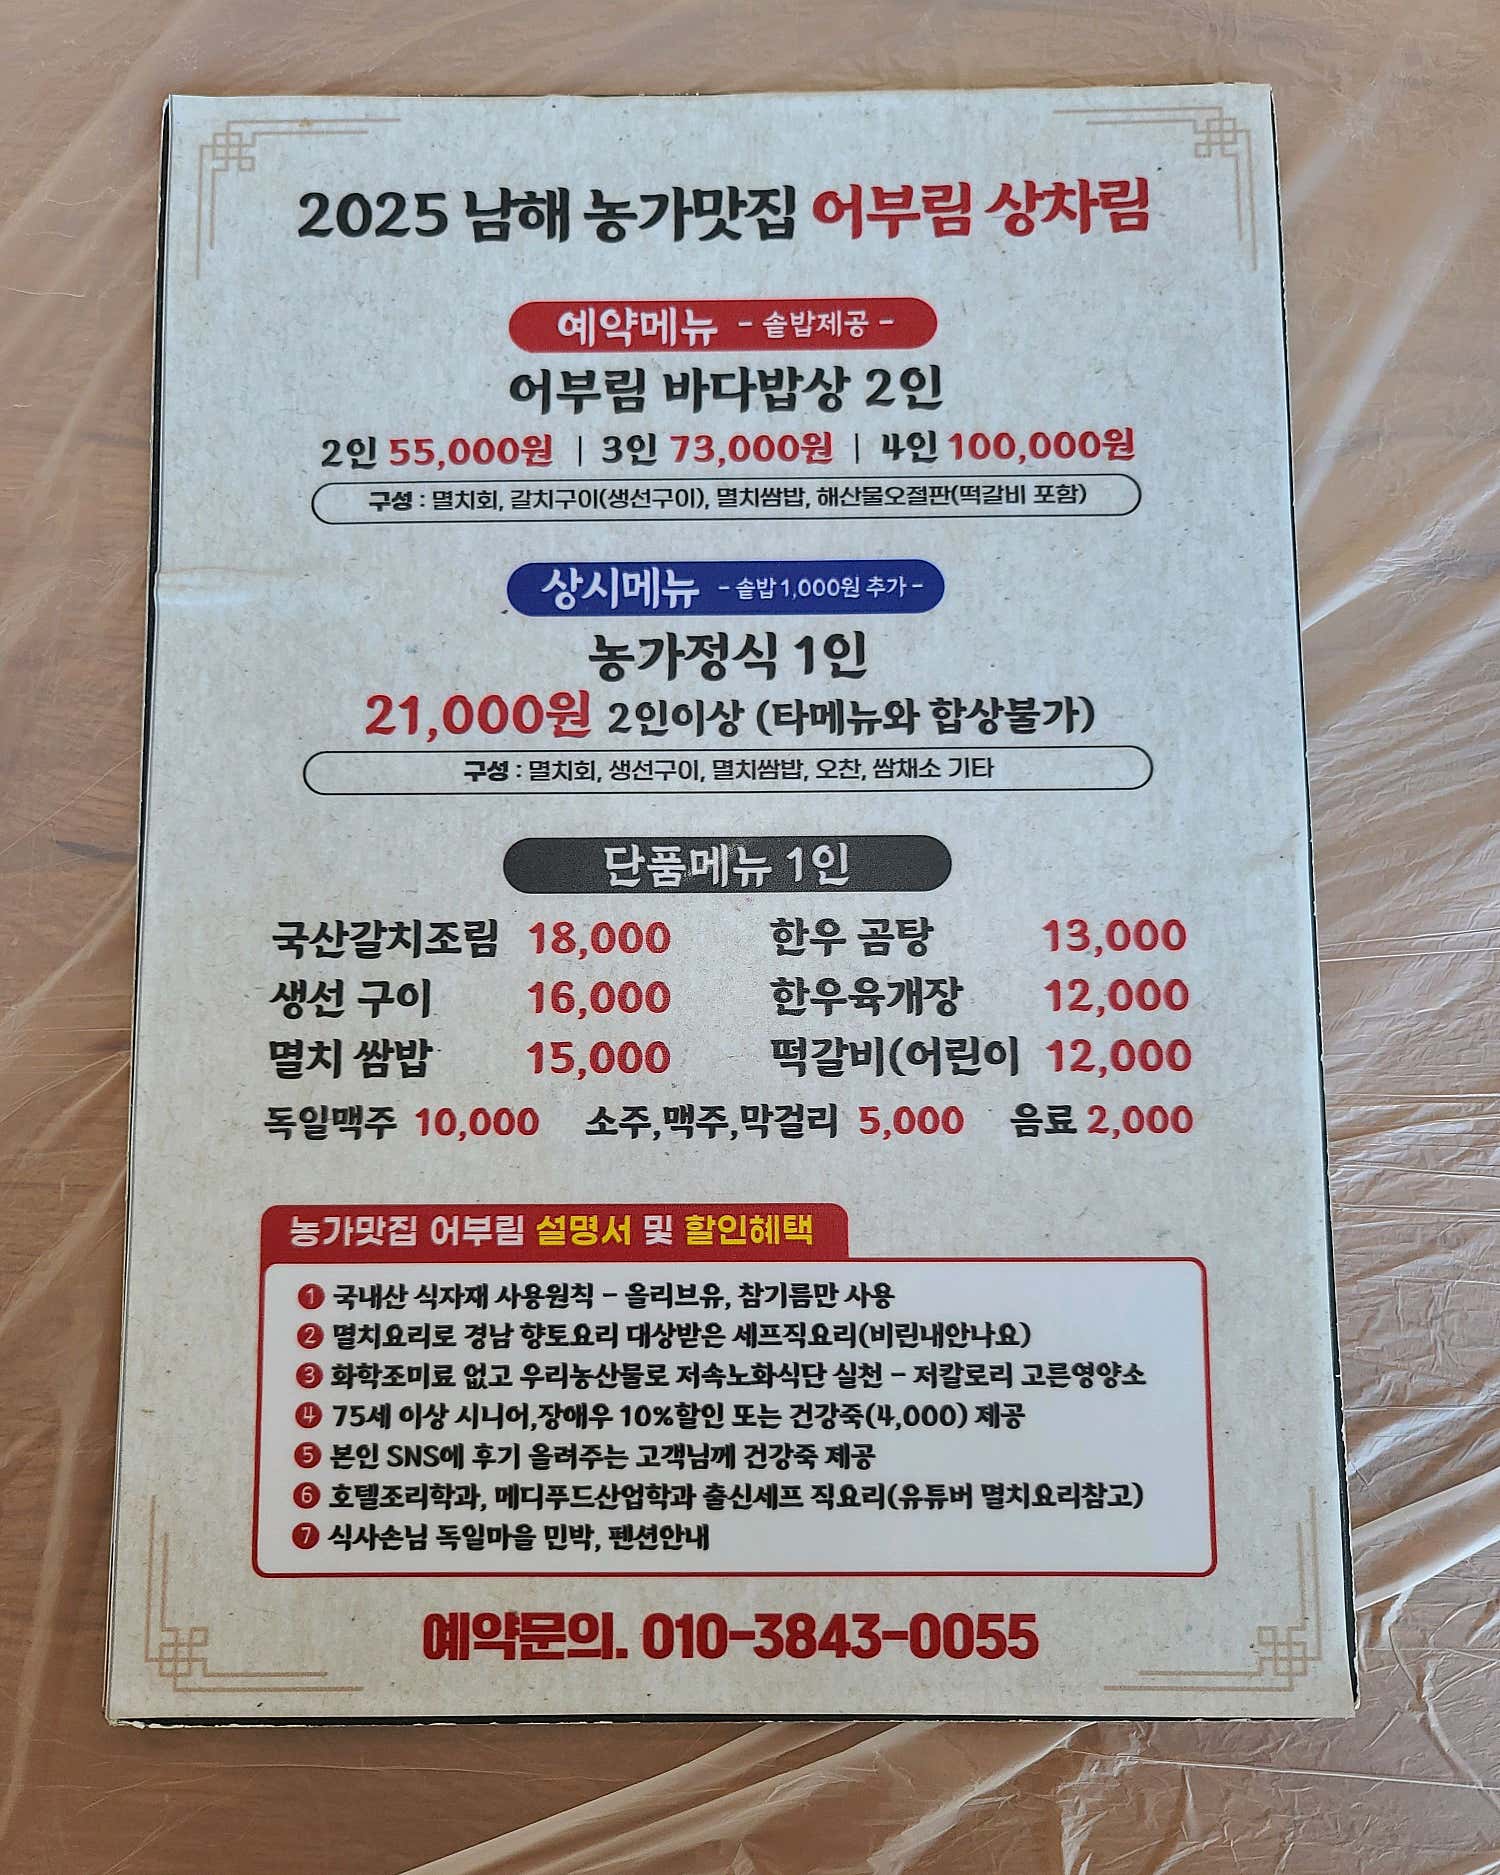 2025 남해 농가맛집 어부림 상차림
예약메뉴 - 솥밥제공 -
어부림 바다밥상 2인
2인 55,000원 | 3인 73,000원 | 4인 100,000원
구성 : 멸치회, 갈치구이(생선구이), 멸치쌈밥, 해산물오절판(떡갈비 포함)
상시메뉴 - 솥밥1,000원 추가 -
농가정식 1인
21,000원 2인이상 (타메뉴와 합상불가)
구성 : 멸치회, 생선구이, 멸치쌈밥, 오찬, 쌈채소 기타
단품메뉴 1인
국산갈치조림 18,000 한우 곰탕 13,000
생선 구이 16,000 한우육개장 12,000
멸치 쌈밥 15,000 떡갈비(어린이 12,000
독일맥주 10,000 소주,맥주,막걸리 5,000 음료 2,000
농가맛집 어부림 설명서 및 할인혜택
1 국내산 식자재 사용원칙 - 올리브유, 참기름만 사용
2 멸치요리로 경남 향토요리 대상받은 셰프직요리(비린내안나요)
3 화학조미료 없고 우리농산물로 저속노화식단 실천 - 저칼로리 고른영양소
4 75세 이상 시니어,장애우 10%할인 또는 건강죽(4,000) 제공
5 본인 SNS에 후기 올려주는 고객님께 건강죽 제공
6 호텔조리학과, 메디푸드산업학과 출신셰프 직요리(유튜버 멸치요리참고)
7 식사손님 독일마을 민박, 펜션안내
예약문의. 010-3843-0055